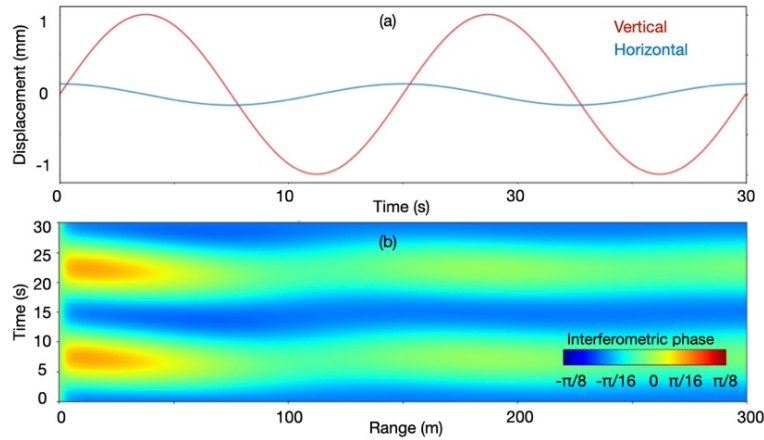 (a)
Vertical
Horizontal
Displacement (mm)
1
0
-1
0 10 30 30
Time (s)
(b)
Time (s)
30
25
20
15
10
5
0
Interferometric phase
-π/8 -π/16 0 π/16 π/8
0 100 200 300
Range (m)